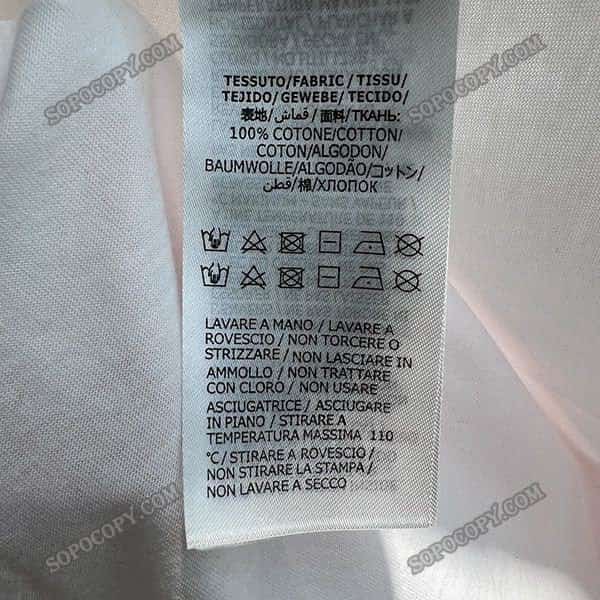 TESSUTO/FABRIC/TISSU/
TEJIDO/GEWEBE/TECIDO/
表地/قماش/面料/ТКАНЬ:
100% COTONE/COTTON/
COTON/ALGODON/
BAUMWOLLE/ALGODÃO/コットン/
قطن/棉/ХЛОПОК
LAVARE A MANO / LAVARE A
ROVESCIO / NON TORCERE O
STRIZZARE / NON LASCIARE IN
AMMOLLO / NON TRATTARE
CON CLORO / NON USARE
ASCIUGATRICE / ASCIUGARE
IN PIANO / STIRARE A
TEMPERATURA MASSIMA 110
°C/ STIRARE A ROVESCIO /
NON STIRARE LA STAMPA /
NON LAVARE A SECCO
SOPOCOPY.COM
SOPOCOPY.COM
SOPOCOPY.COM
SOPOCOPY.COM